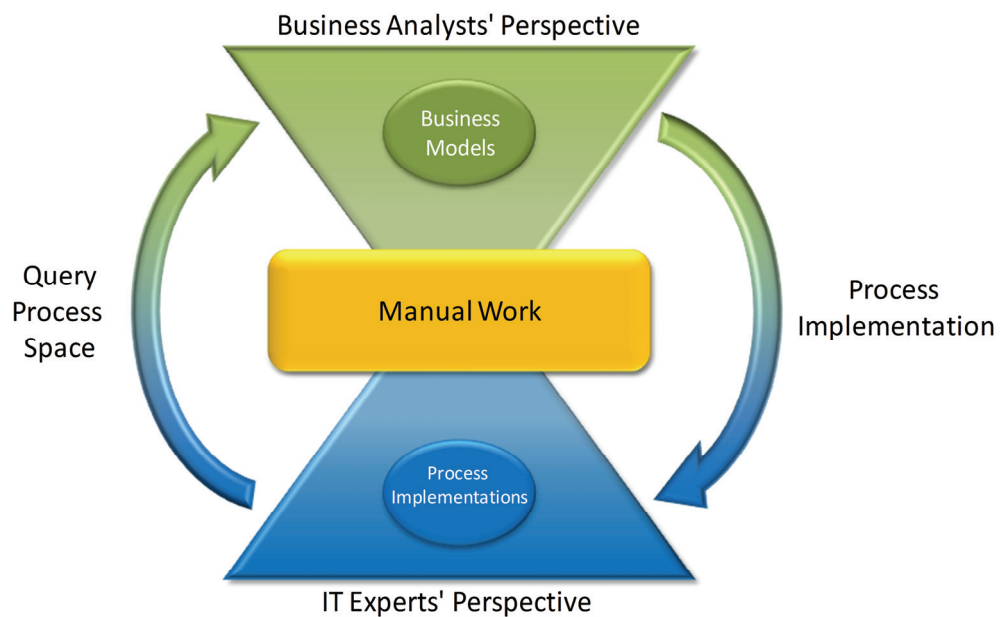 Business Analysts' Perspective
Business
Models
Query
Process
Space
Manual Work
Process
Implementation
Process
Implementations
IT Experts' Perspective